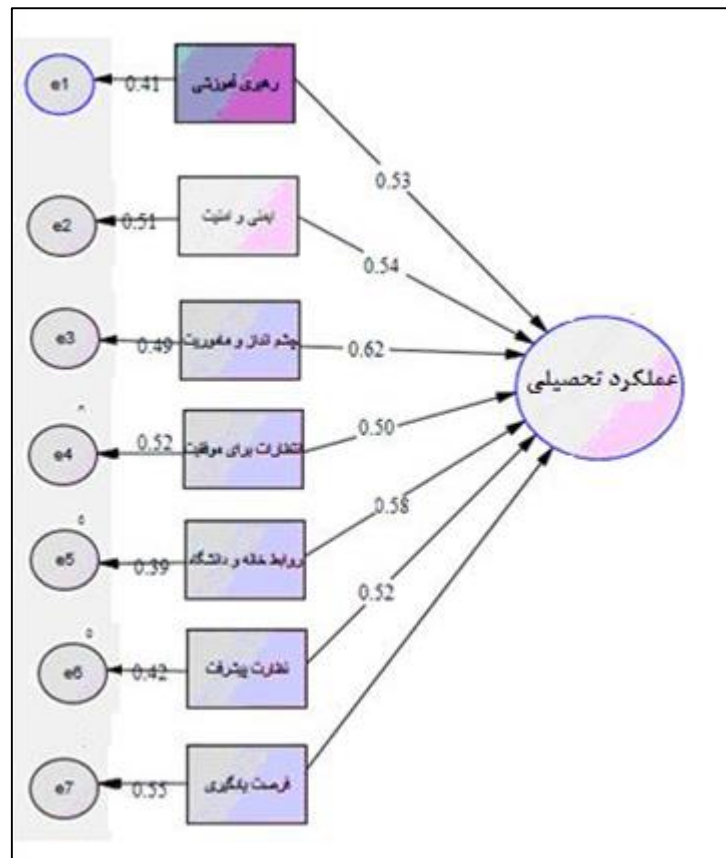 e1
0.41
رهبری آموزشی
0.53
e2
0.51
ایمنی و امنیت
0.54
e3
0.49
چشم انداز و ماموریت
0.62
عملکرد تحصیلی
e4
0.52
انتظارات برای موفقیت
0.50
e5
0.39
روابط خانه و دانشگاه
0.58
e6
0.42
نظارت پیشرفت
0.52
e7
0.55
فرصت یادگیری